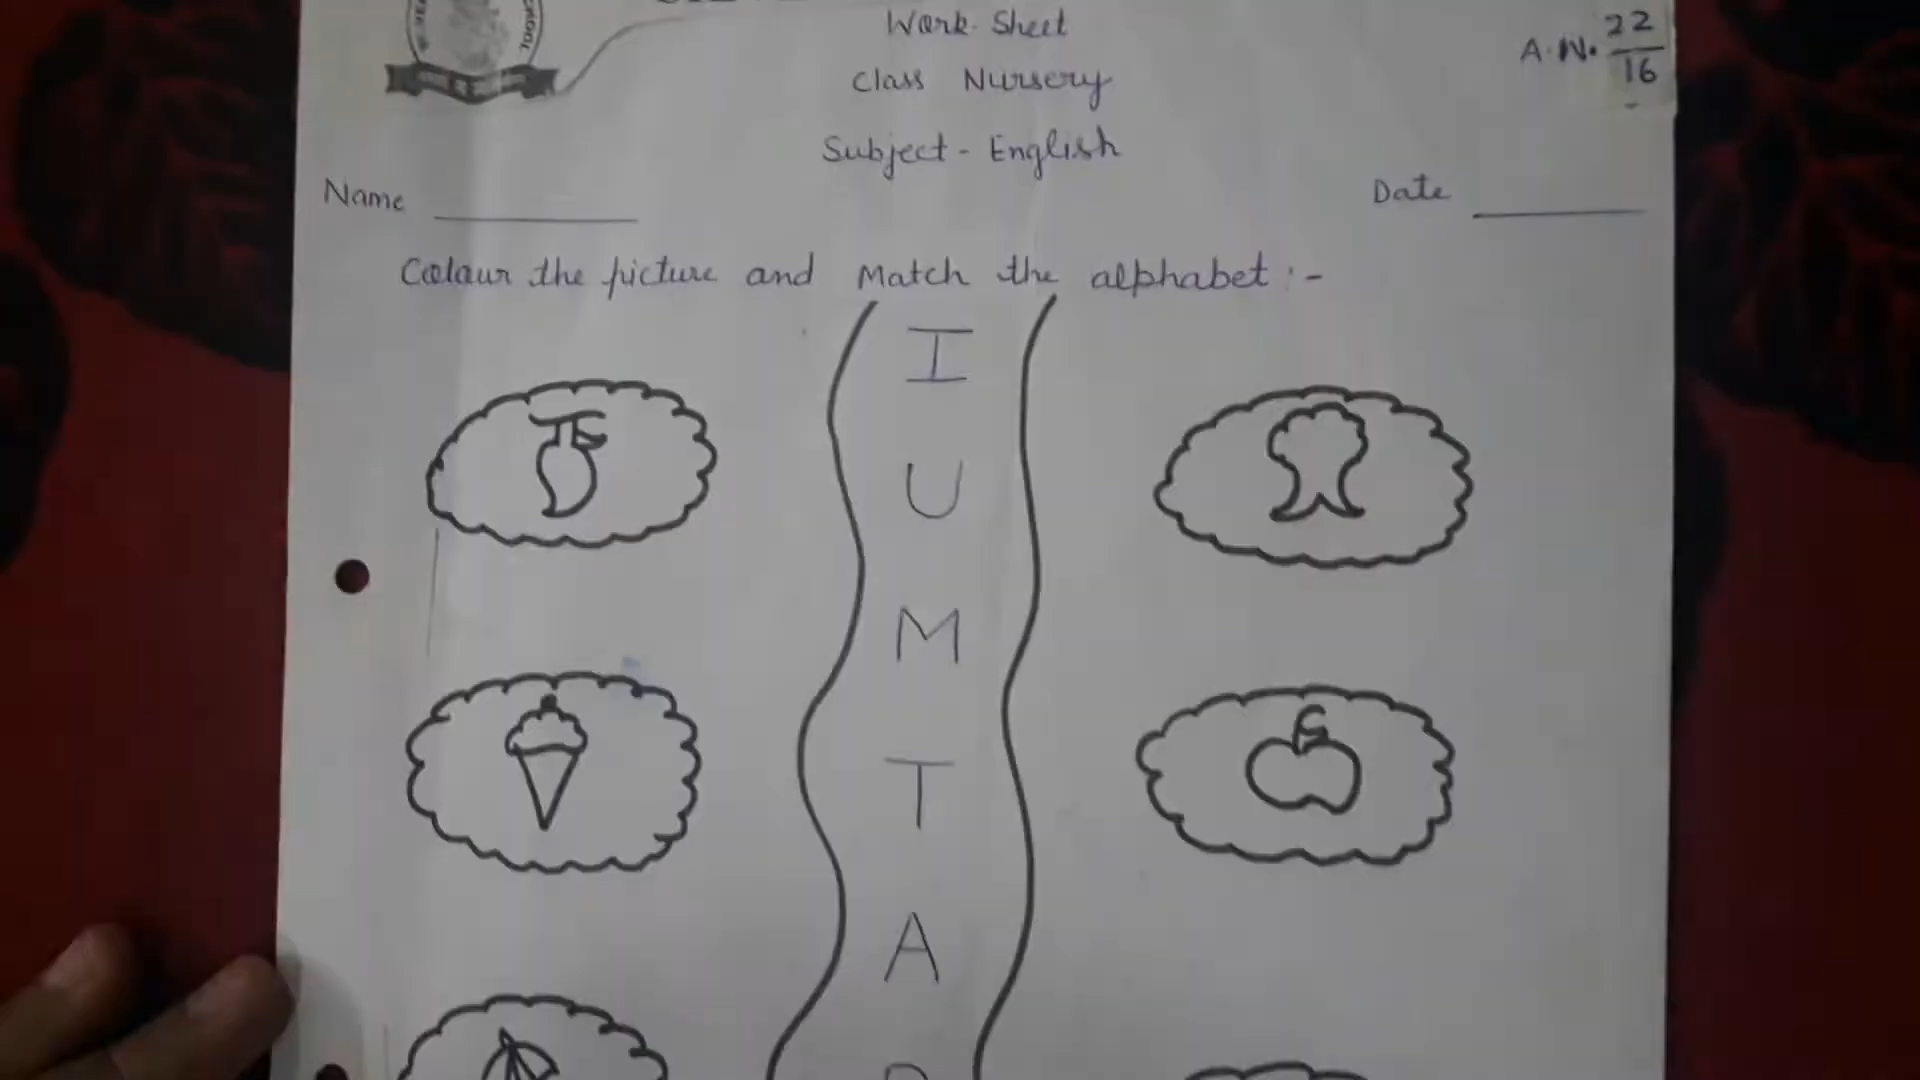 Work-Sheet
A.W. 22/16
Class Nursery
Subject - English
Name
Date
Colour the picture and Match the alphabet :-
I
U
M
T
A